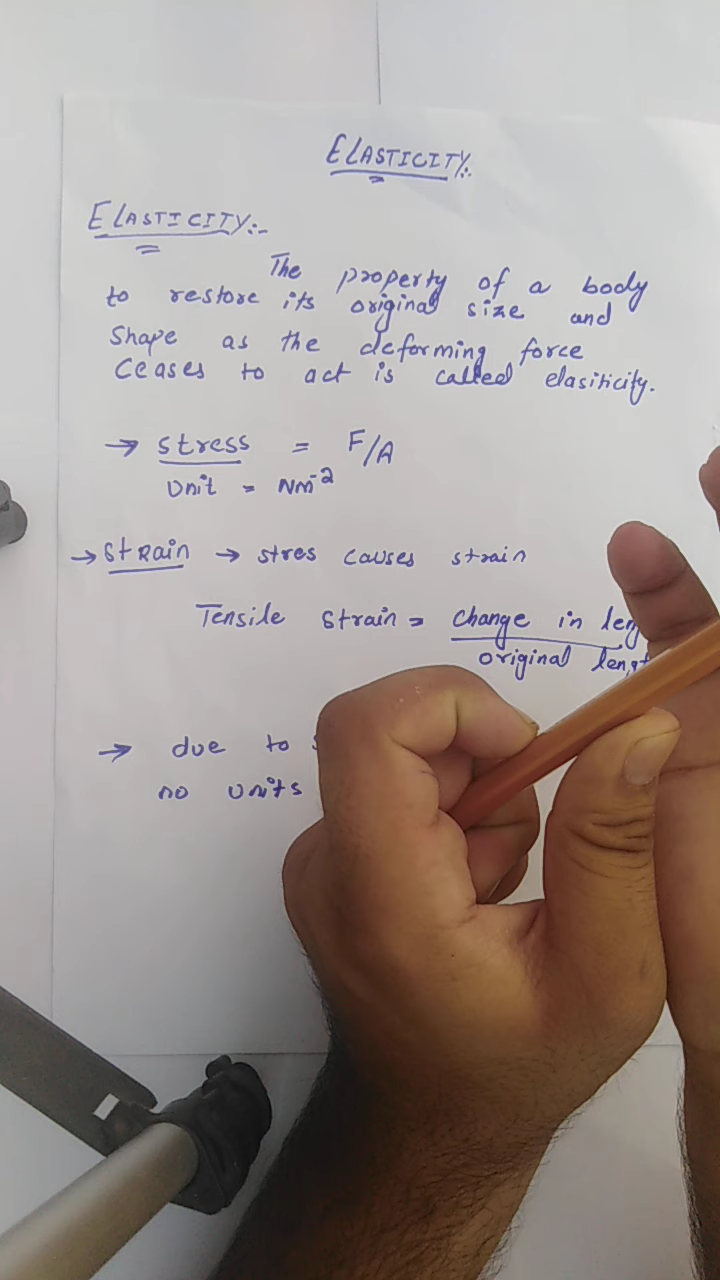 ELASTICITY:
ELASTICITY:-
The property of a body
to restore its original size and
shape as the deforming force
ceases to act is called elasiticity.
→ Stress = F/A
Unit = Nm⁻²
→ StRain → stres causes strain
Tensile strain = change in
original
→ due to
no units